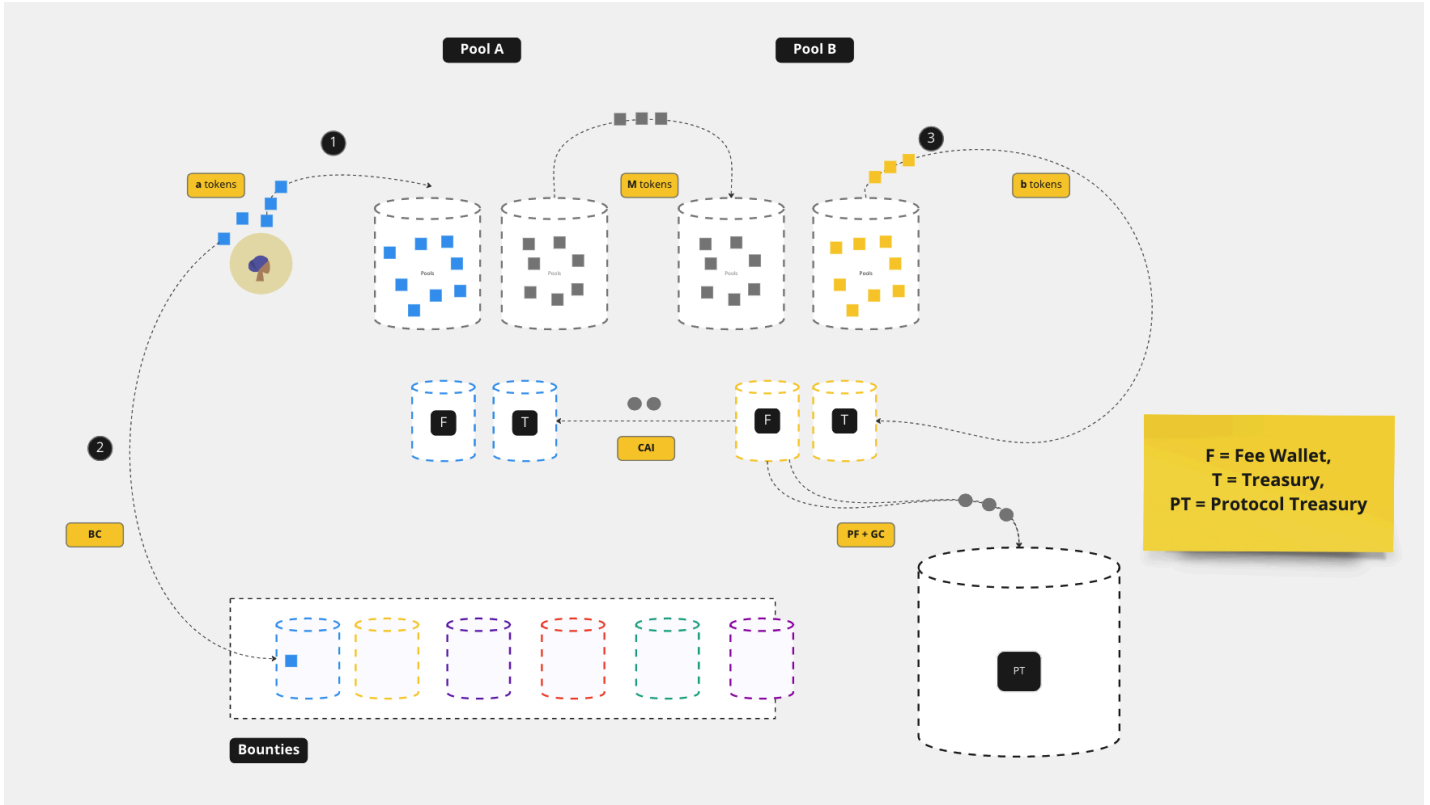 Pool A
Pool B
1
3
a tokens
M tokens
b tokens
Pools
Pools
Pools
Pools
F
T
F
T
CAI
2
F = Fee Wallet,
T = Treasury,
PT = Protocol Treasury
BC
PF + GC
PT
Bounties